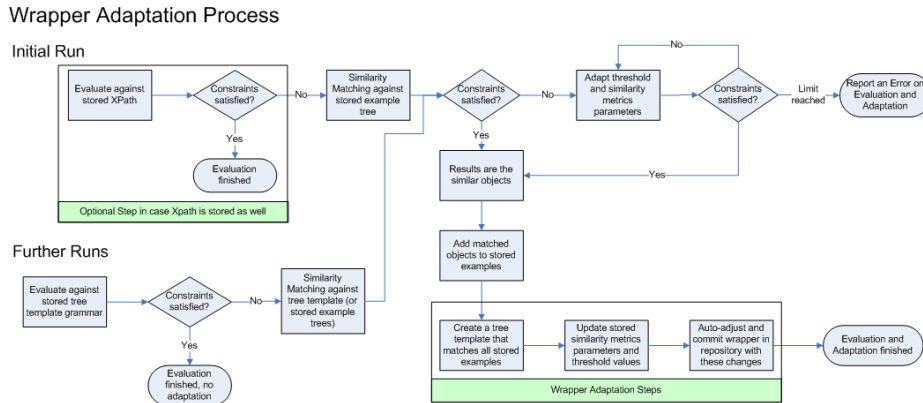 Wrapper Adaptation Process
Initial Run
Evaluate against
stored XPath
Constraints
satisfied?
No
Similarity
Matching against
stored example
tree
Constraints
satisfied?
No
Adapt threshold
and similarity
metrics
parameters
No
Constraints
satisfied?
Limit
reached
Report an Error on
Evaluation and
Adaptation
Yes
Evaluation
finished
Optional Step in case Xpath is stored as well
Yes
Results are the
similar objects
Yes
Add matched
objects to stored
examples
Further Runs
Evaluate against
stored tree
template grammar
Constraints
satisfied?
No
Similarity
Matching against
tree template (or
stored example
trees)
Yes
Evaluation
finished, no
adaptation
Create a tree
template that
matches all stored
examples
Update stored
similarity metrics
parameters and
threshold values
Auto-adjust and
commit wrapper in
repository with
these changes
Evaluation and
Adaptation finished
Wrapper Adaptation Steps